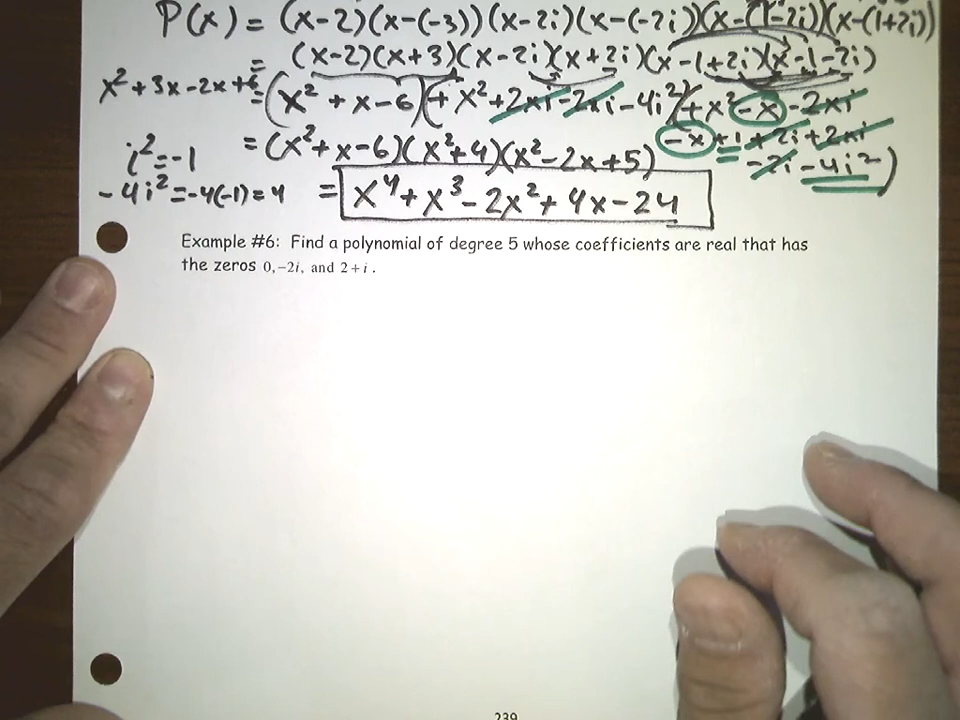 P(x) = (x-2)(x-(-3))(x-2i)(x-(-2i))(x-(1-2i))(x-(1+2i))
= (x-2)(x+3)(x-2i)(x+2i)(x-1+2i)(x-1-2i)
x²+3x-2x+6
= (x²+x-6)(+x²+2xi-2xi-4i²)(+x²-x-2xi
-x+1+2i+2xi
-2i-4i²)
i²=-1
= (x²+x-6)(x²+4)(x²-2x+5)
-4i²=-4(-1)=4
= x⁴+x³-2x²+4x-24
Example #6: Find a polynomial of degree 5 whose coefficients are real that has
the zeros 0,-2i, and 2+i.
239